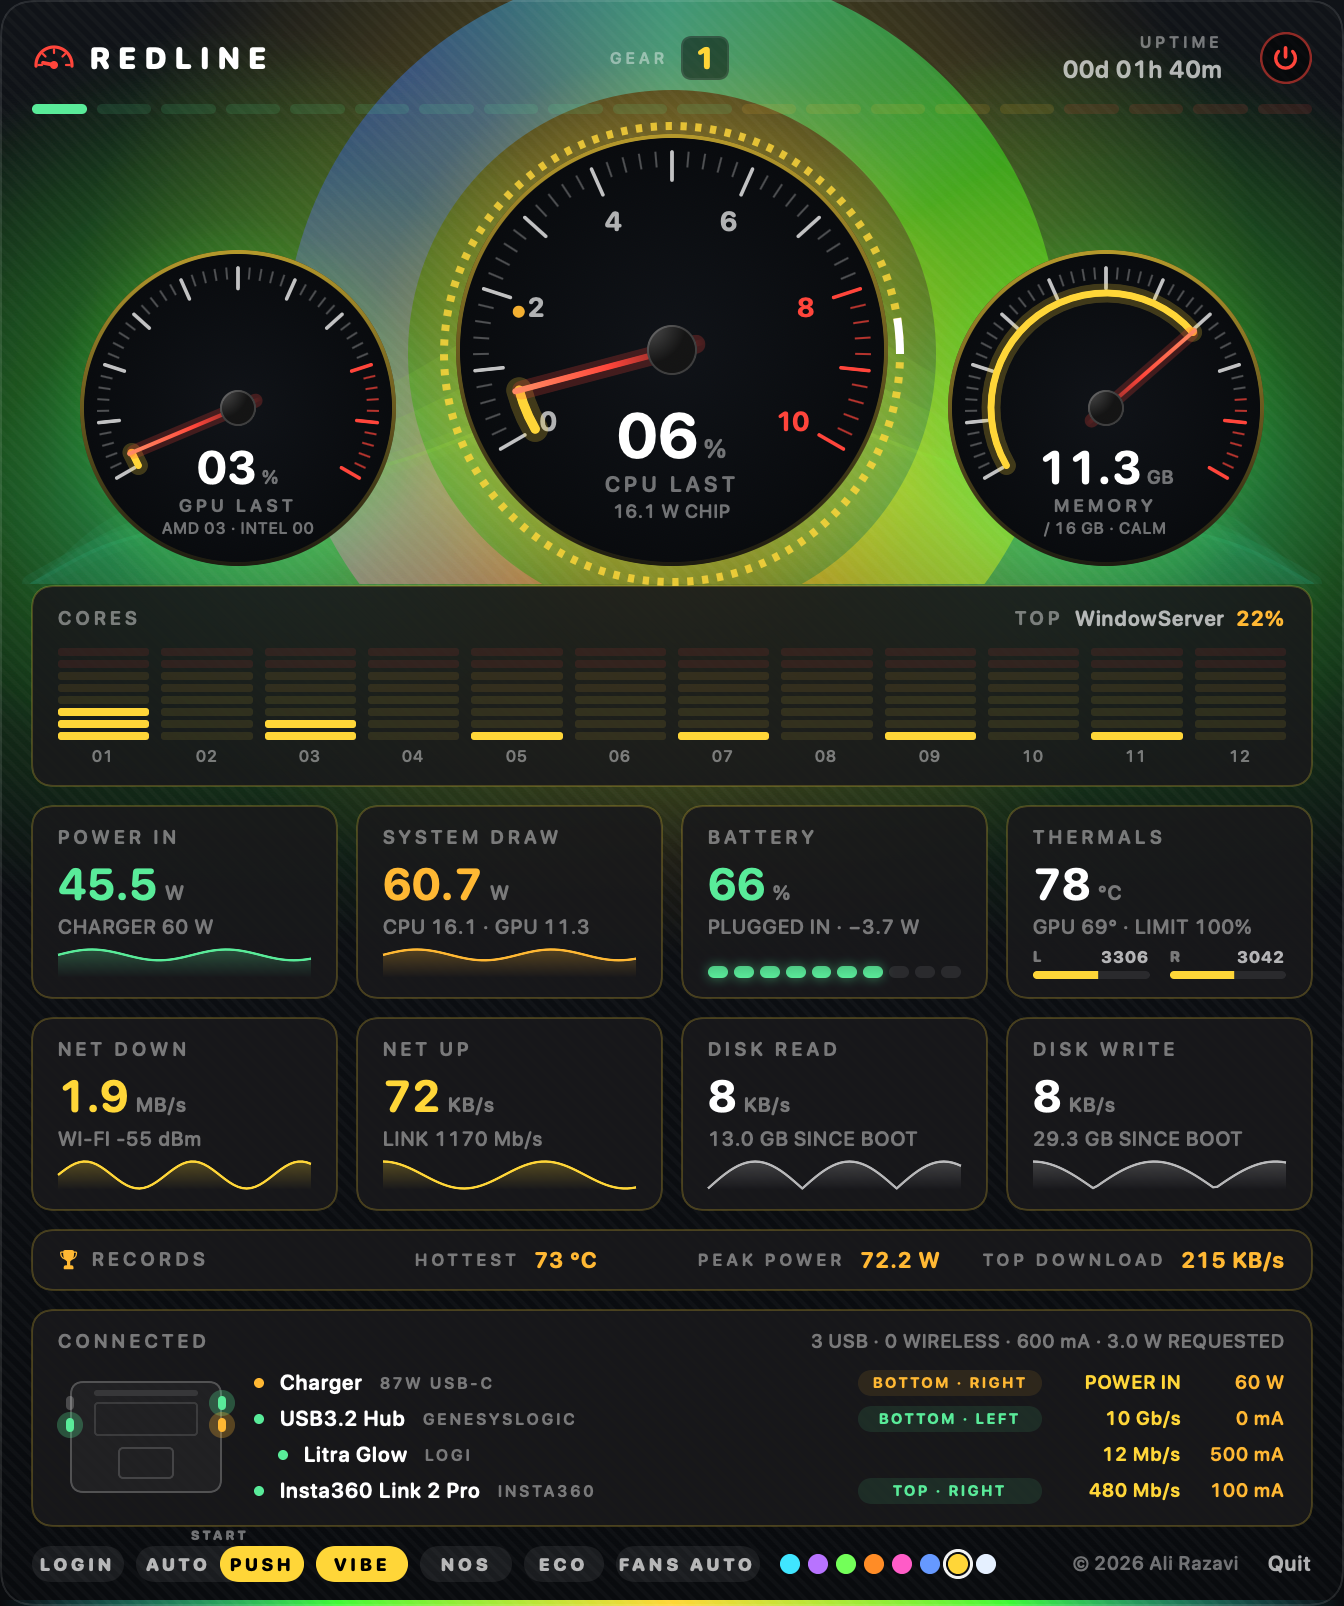 REDLINE
GEAR 1
UPTIME
00d 01h 40m
4 6
2 8
0 10
06 %
CPU LAST
16.1 W CHIP
03 %
GPU LAST
AMD 03 · INTEL 00
11.3 GB
MEMORY
/ 16 GB · CALM
CORES TOP WindowServer 22%
01 02 03 04 05 06 07 08 09 10 11 12
POWER IN
45.5 W
CHARGER 60 W
SYSTEM DRAW
60.7 W
CPU 16.1 · GPU 11.3
BATTERY
66 %
PLUGGED IN · −3.7 W
THERMALS
78 °C
GPU 69° · LIMIT 100%
L 3306 R 3042
NET DOWN
1.9 MB/s
WI-FI -55 dBm
NET UP
72 KB/s
LINK 1170 Mb/s
DISK READ
8 KB/s
13.0 GB SINCE BOOT
DISK WRITE
8 KB/s
29.3 GB SINCE BOOT
RECORDS HOTTEST 73 °C PEAK POWER 72.2 W TOP DOWNLOAD 215 KB/s
CONNECTED 3 USB · 0 WIRELESS · 600 mA · 3.0 W REQUESTED
Charger 87W USB-C BOTTOM · RIGHT POWER IN 60 W
USB3.2 Hub GENESYSLOGIC BOTTOM · LEFT 10 Gb/s 0 mA
Litra Glow LOGI 12 Mb/s 500 mA
Insta360 Link 2 Pro INSTA360 TOP · RIGHT 480 Mb/s 100 mA
START
LOGIN AUTO PUSH VIBE NOS ECO FANS AUTO © 2026 Ali Razavi Quit